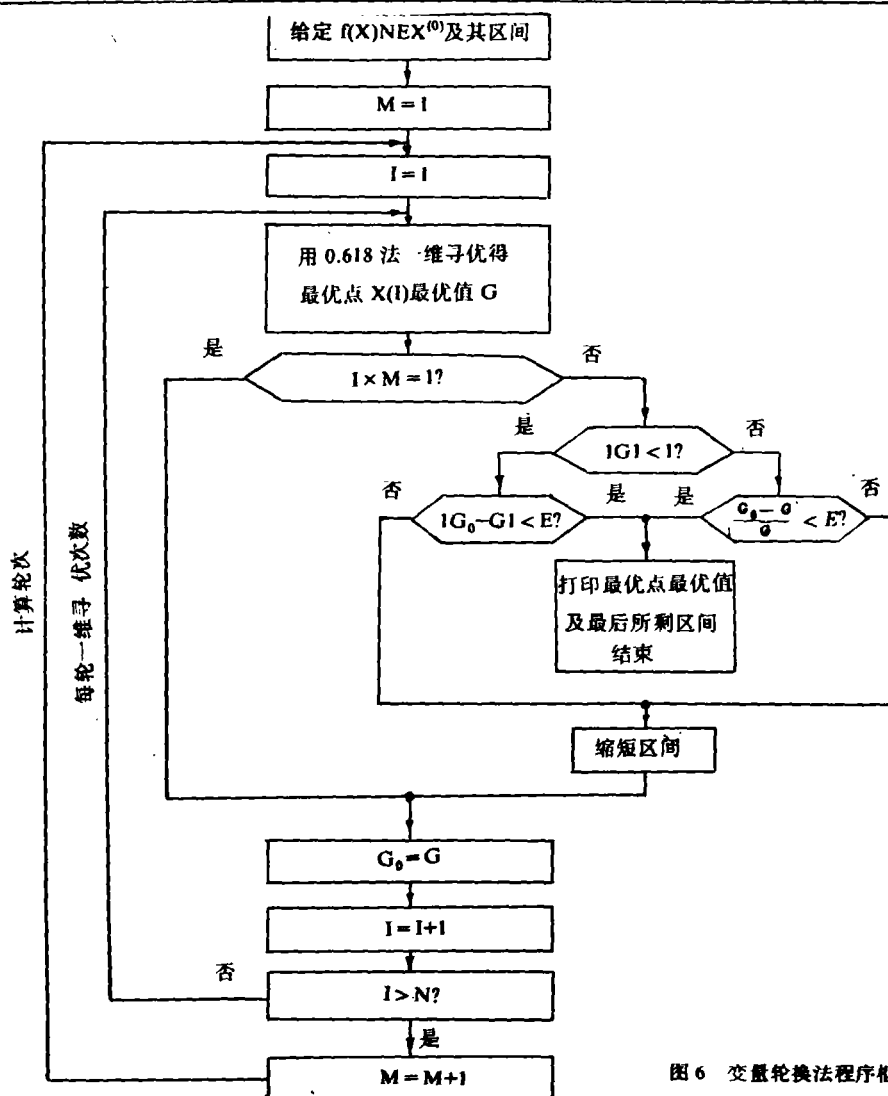 给定 f(X)NEX⁽⁰⁾及其区间
M = 1
I = 1
用 0.618 法 一维寻优得
最优点 X(I)最优值 G
是
I × M = 1?
否
是
|G| < 1?
否
否
|G₀-G| < E?
是
是
G₀ - G
G
< E?
否
打印最优点最优值
及最后所剩区间
结束
缩短区间
G₀ = G
I = I+1
否
I > N?
是
M = M+1
计算轮次
每轮一维寻 优次数
图 6 变量轮换法程序